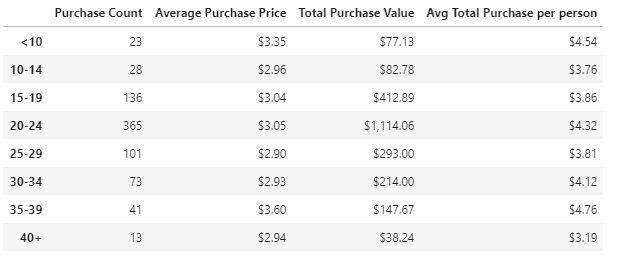 Purchase Count Average Purchase Price Total Purchase Value Avg Total Purchase per person
<10 23 $3.35 $77.13 $4.54
10-14 28 $2.96 $82.78 $3.76
15-19 136 $3.04 $412.89 $3.86
20-24 365 $3.05 $1,114.06 $4.32
25-29 101 $2.90 $293.00 $3.81
30-34 73 $2.93 $214.00 $4.12
35-39 41 $3.60 $147.67 $4.76
40+ 13 $2.94 $38.24 $3.19